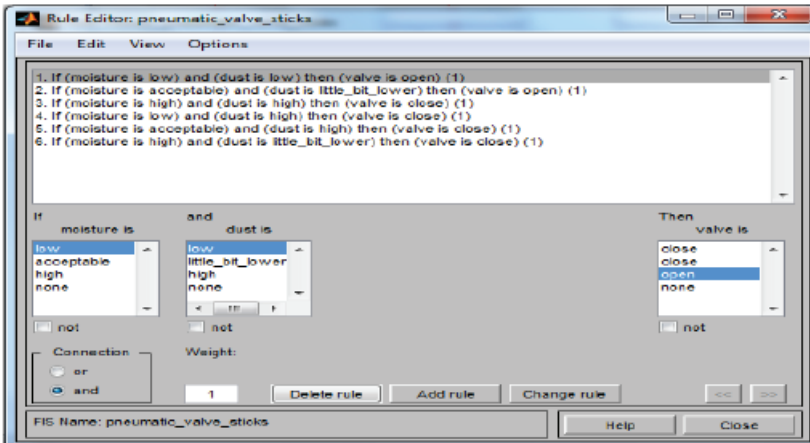 Rule Editor: pneumatic_valve_sticks
File Edit View Options
1. If (moisture is low) and (dust is low) then (valve is open) (1)
2. If (moisture is acceptable) and (dust is little_bit_lower) then (valve is open) (1)
3. If (moisture is high) and (dust is high) then (valve is close) (1)
4. If (moisture is low) and (dust is high) then (valve is close) (1)
5. If (moisture is acceptable) and (dust is high) then (valve is close) (1)
6. If (moisture is high) and (dust is little_bit_lower) then (valve is close) (1)
If and Then
moisture is dust is valve is
low low close
acceptable little_bit_lower close
high high open
none none none
not not not
Connection Weight:
or
and 1 Delete rule Add rule Change rule << >>
FIS Name: pneumatic_valve_sticks Help Close